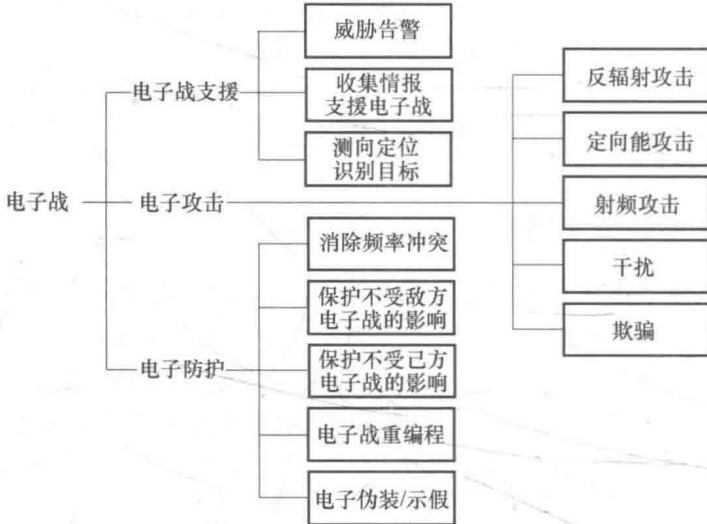 电子战
电子战支援
威胁告警
收集情报
支援电子战
测向定位
识别目标
电子攻击
反辐射攻击
定向能攻击
射频攻击
干扰
欺骗
电子防护
消除频率冲突
保护不受敌方
电子战的影响
保护不受己方
电子战的影响
电子战重编程
电子伪装/示假